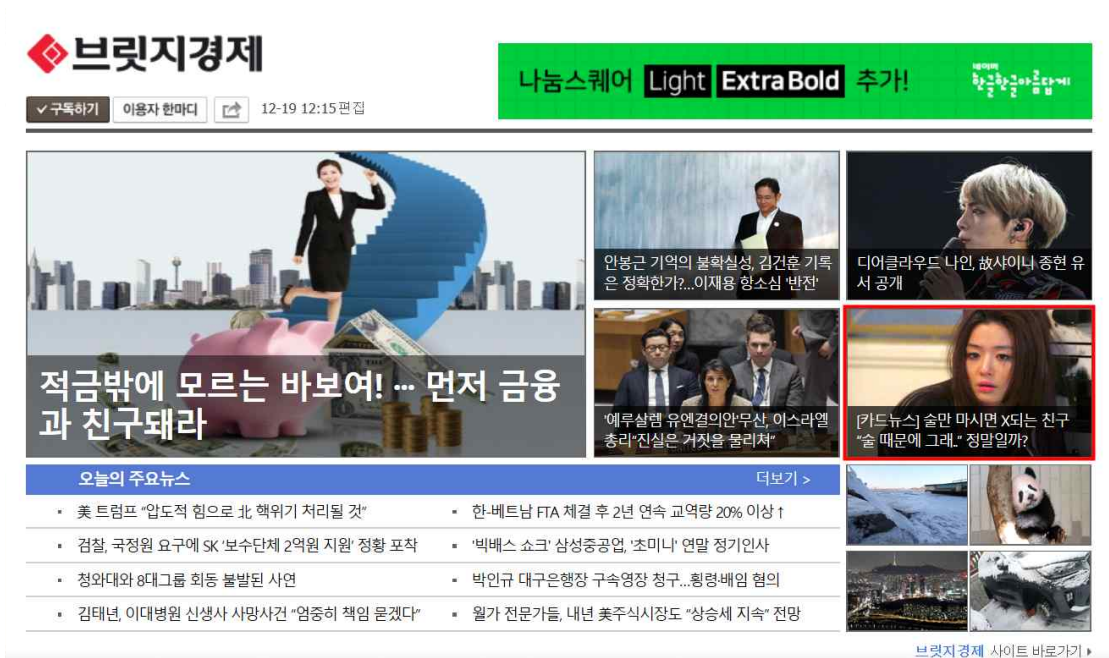 브릿지경제
나눔스퀘어 Light Extra Bold 추가!
네이버
한글한글아름답게
구독하기 이용자 한마디 12-19 12:15 편집
적금밖에 모르는 바보여! … 먼저 금융
과 친구돼라
안봉근 기억의 불확실성, 김건훈 기록
은 정확한가?...이재용 항소심 '반전'
디어클라우드 나인, 故샤이니 종현 유
서 공개
'예루살렘 유엔결의안'무산, 이스라엘
총리"진실은 거짓을 물리쳐"
[카드뉴스] 술만 마시면 X되는 친구
"술 때문에 그래.." 정말일까?
오늘의 주요뉴스 더보기 >
▪ 美 트럼프 "압도적 힘으로 北 핵위기 처리될 것"
▪ 검찰, 국정원 요구에 SK '보수단체 2억원 지원' 정황 포착
▪ 청와대와 8대그룹 회동 불발된 사연
▪ 김태년, 이대병원 신생사 사망사건 "엄중히 책임 묻겠다"
▪ 한-베트남 FTA 체결 후 2년 연속 교역량 20% 이상↑
▪ '빅배스 쇼크' 삼성중공업, '초미니' 연말 정기인사
▪ 박인규 대구은행장 구속영장 청구...횡령·배임 혐의
▪ 월가 전문가들, 내년 美주식시장도 "상승세 지속" 전망
브릿지경제 사이트 바로가기